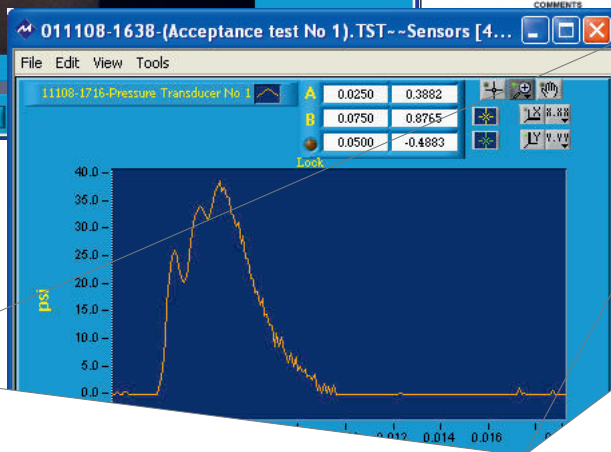 COMMENTS
011108-1638-(Acceptance test No 1).TST~~Sensors [4...
File Edit View Tools
11108-1716-Pressure Transducer No 1
A 0.0250 0.3882
B 0.0750 0.8765
0.0500 -0.4883
Lock
X 8.88
Y Y.YY
40.0
35.0
30.0
25.0
20.0
15.0
10.0
5.0
0.0
psi
0.012 0.014 0.016